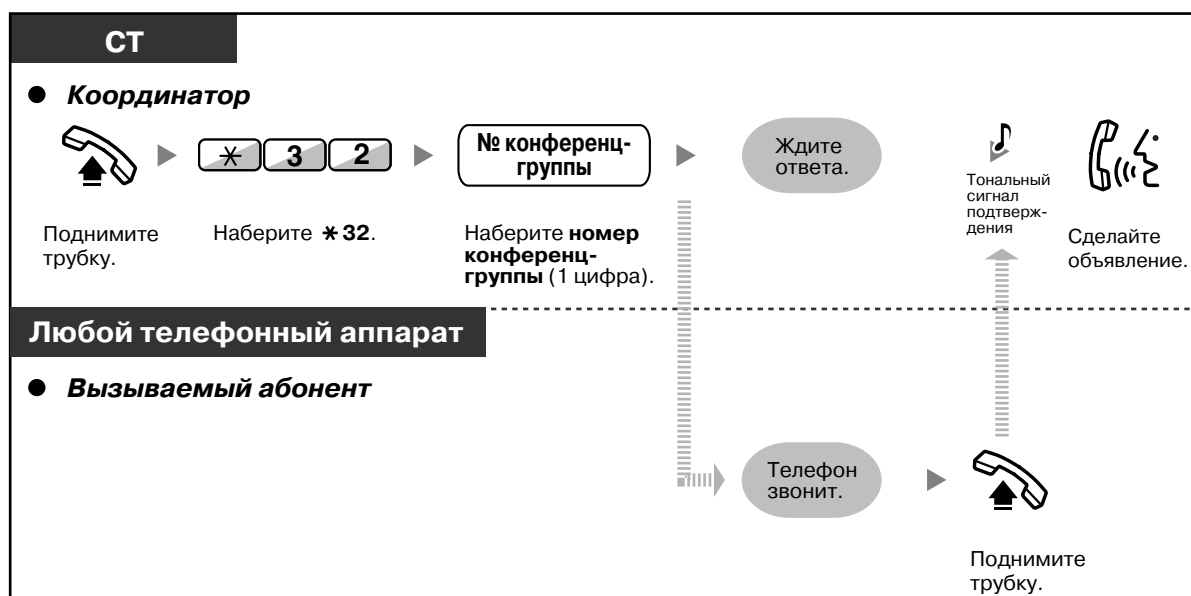 СТ
Координатор
✳ 3 2
№ конференц-
группы
Ждите
ответа.
Поднимите
трубку.
Наберите ✳32.
Наберите номер
конференц-
группы (1 цифра).
Тональный
сигнал
подтверж-
дения
Сделайте
объявление.
Любой телефонный аппарат
Вызываемый абонент
Телефон
звонит.
Поднимите
трубку.